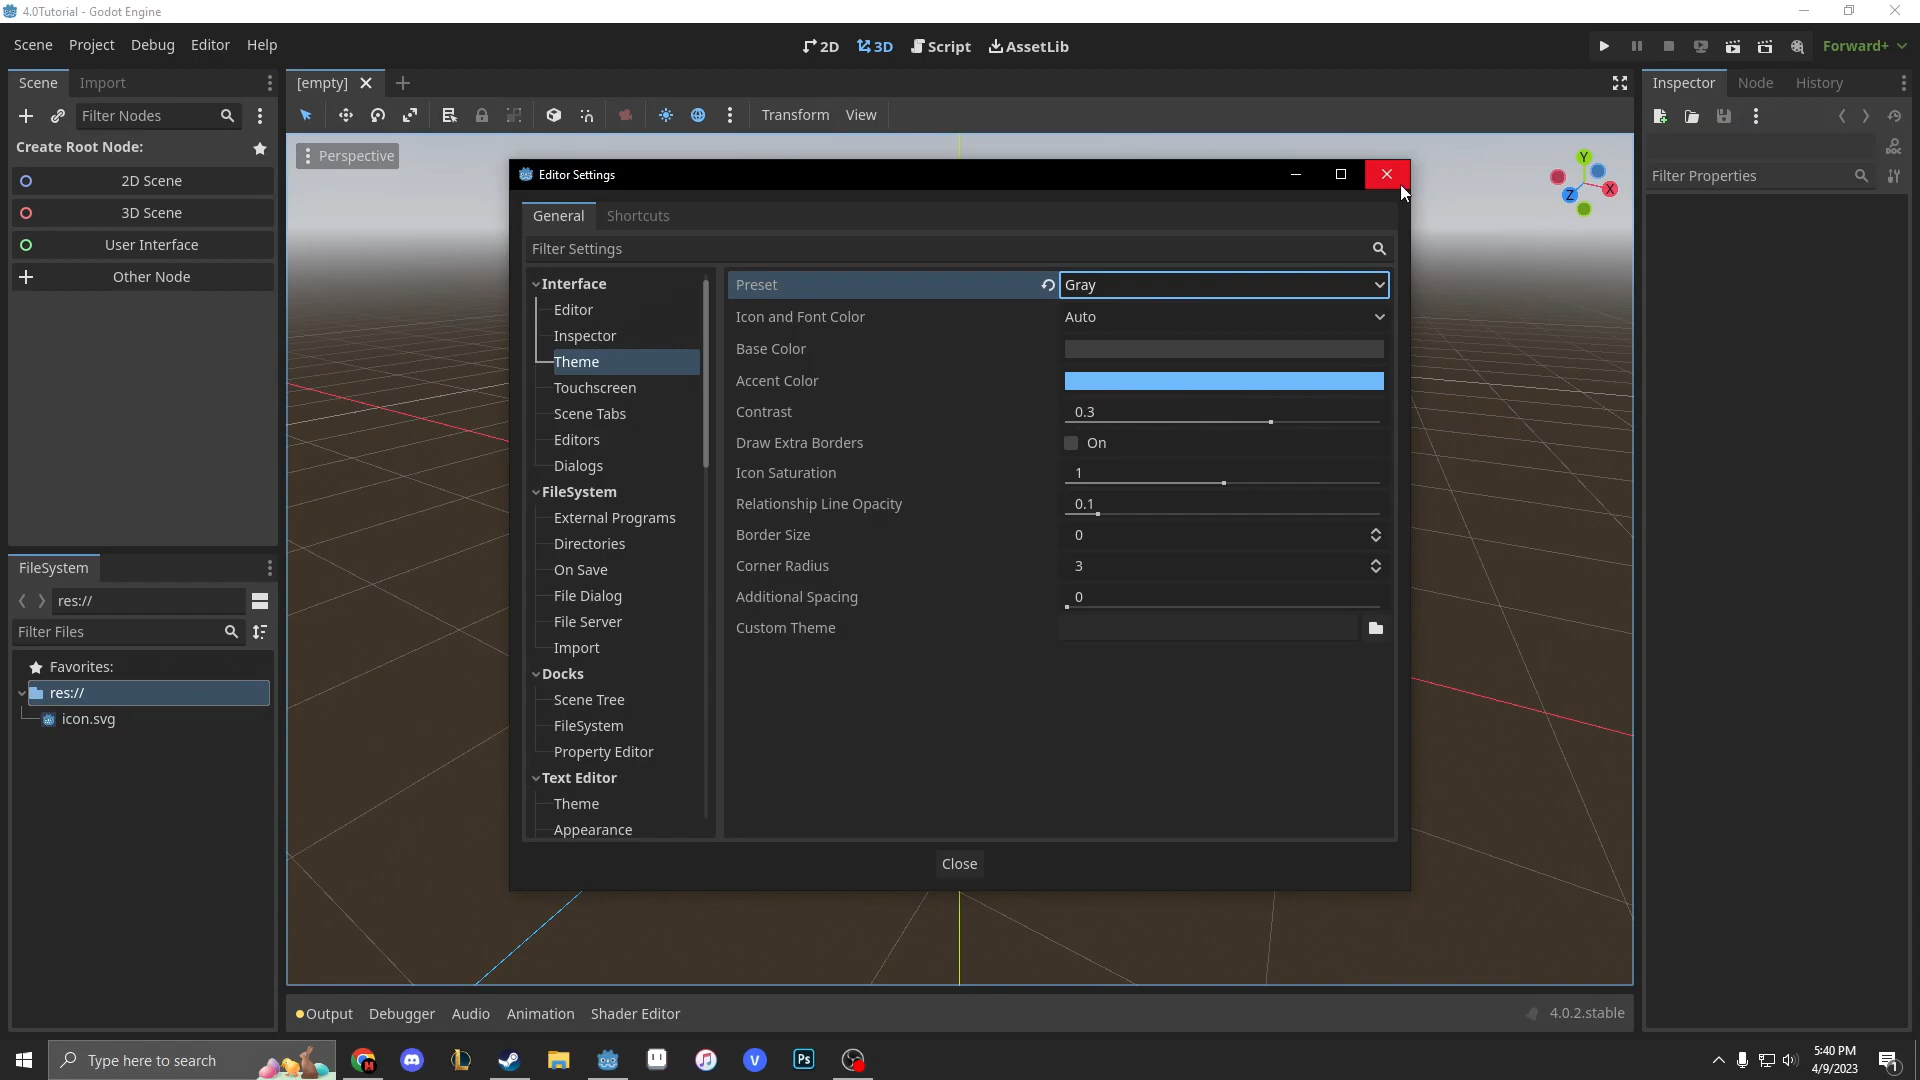 4.0Tutorial - Godot Engine
Scene Project Debug Editor Help
2D 3D Script AssetLib
Forward+
Scene Import
[empty]
Inspector Node History
Filter Nodes
Transform View
Create Root Node:
2D Scene
3D Scene
User Interface
Other Node
Perspective
Y
X
Z
Filter Properties
Editor Settings
General Shortcuts
Filter Settings
Interface
Editor
Inspector
Theme
Touchscreen
Scene Tabs
Editors
Dialogs
FileSystem
External Programs
Directories
On Save
File Dialog
File Server
Import
Docks
Scene Tree
FileSystem
Property Editor
Text Editor
Theme
Appearance
Preset Gray
Icon and Font Color Auto
Base Color
Accent Color
Contrast 0.3
Draw Extra Borders On
Icon Saturation 1
Relationship Line Opacity 0.1
Border Size 0
Corner Radius 3
Additional Spacing 0
Custom Theme
Close
FileSystem
res://
Filter Files
Favorites:
res://
icon.svg
Output Debugger Audio Animation Shader Editor
4.0.2.stable
Type here to search
Ps
5:40 PM
4/9/2023
1